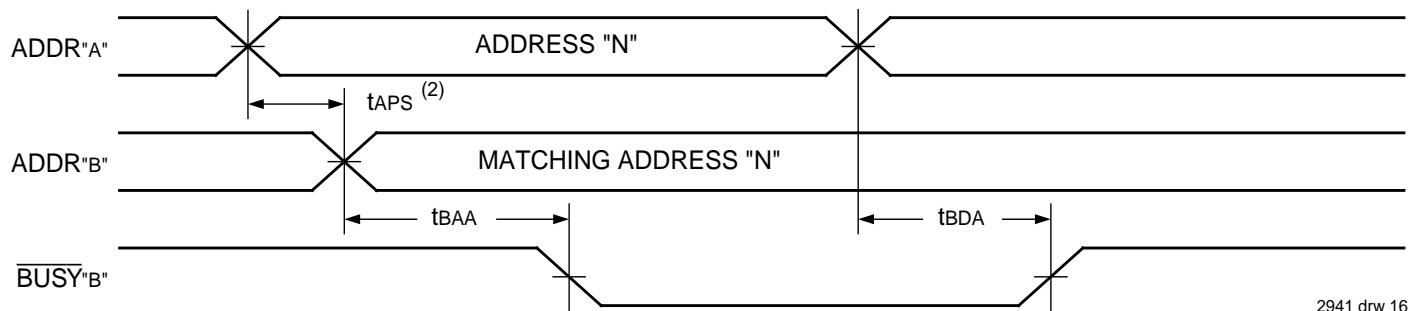 ADDR"A"
ADDRESS "N"
tAPS (2)
ADDR"B"
MATCHING ADDRESS "N"
tBAA
tBDA
BUSY"B"
2941 drw 16